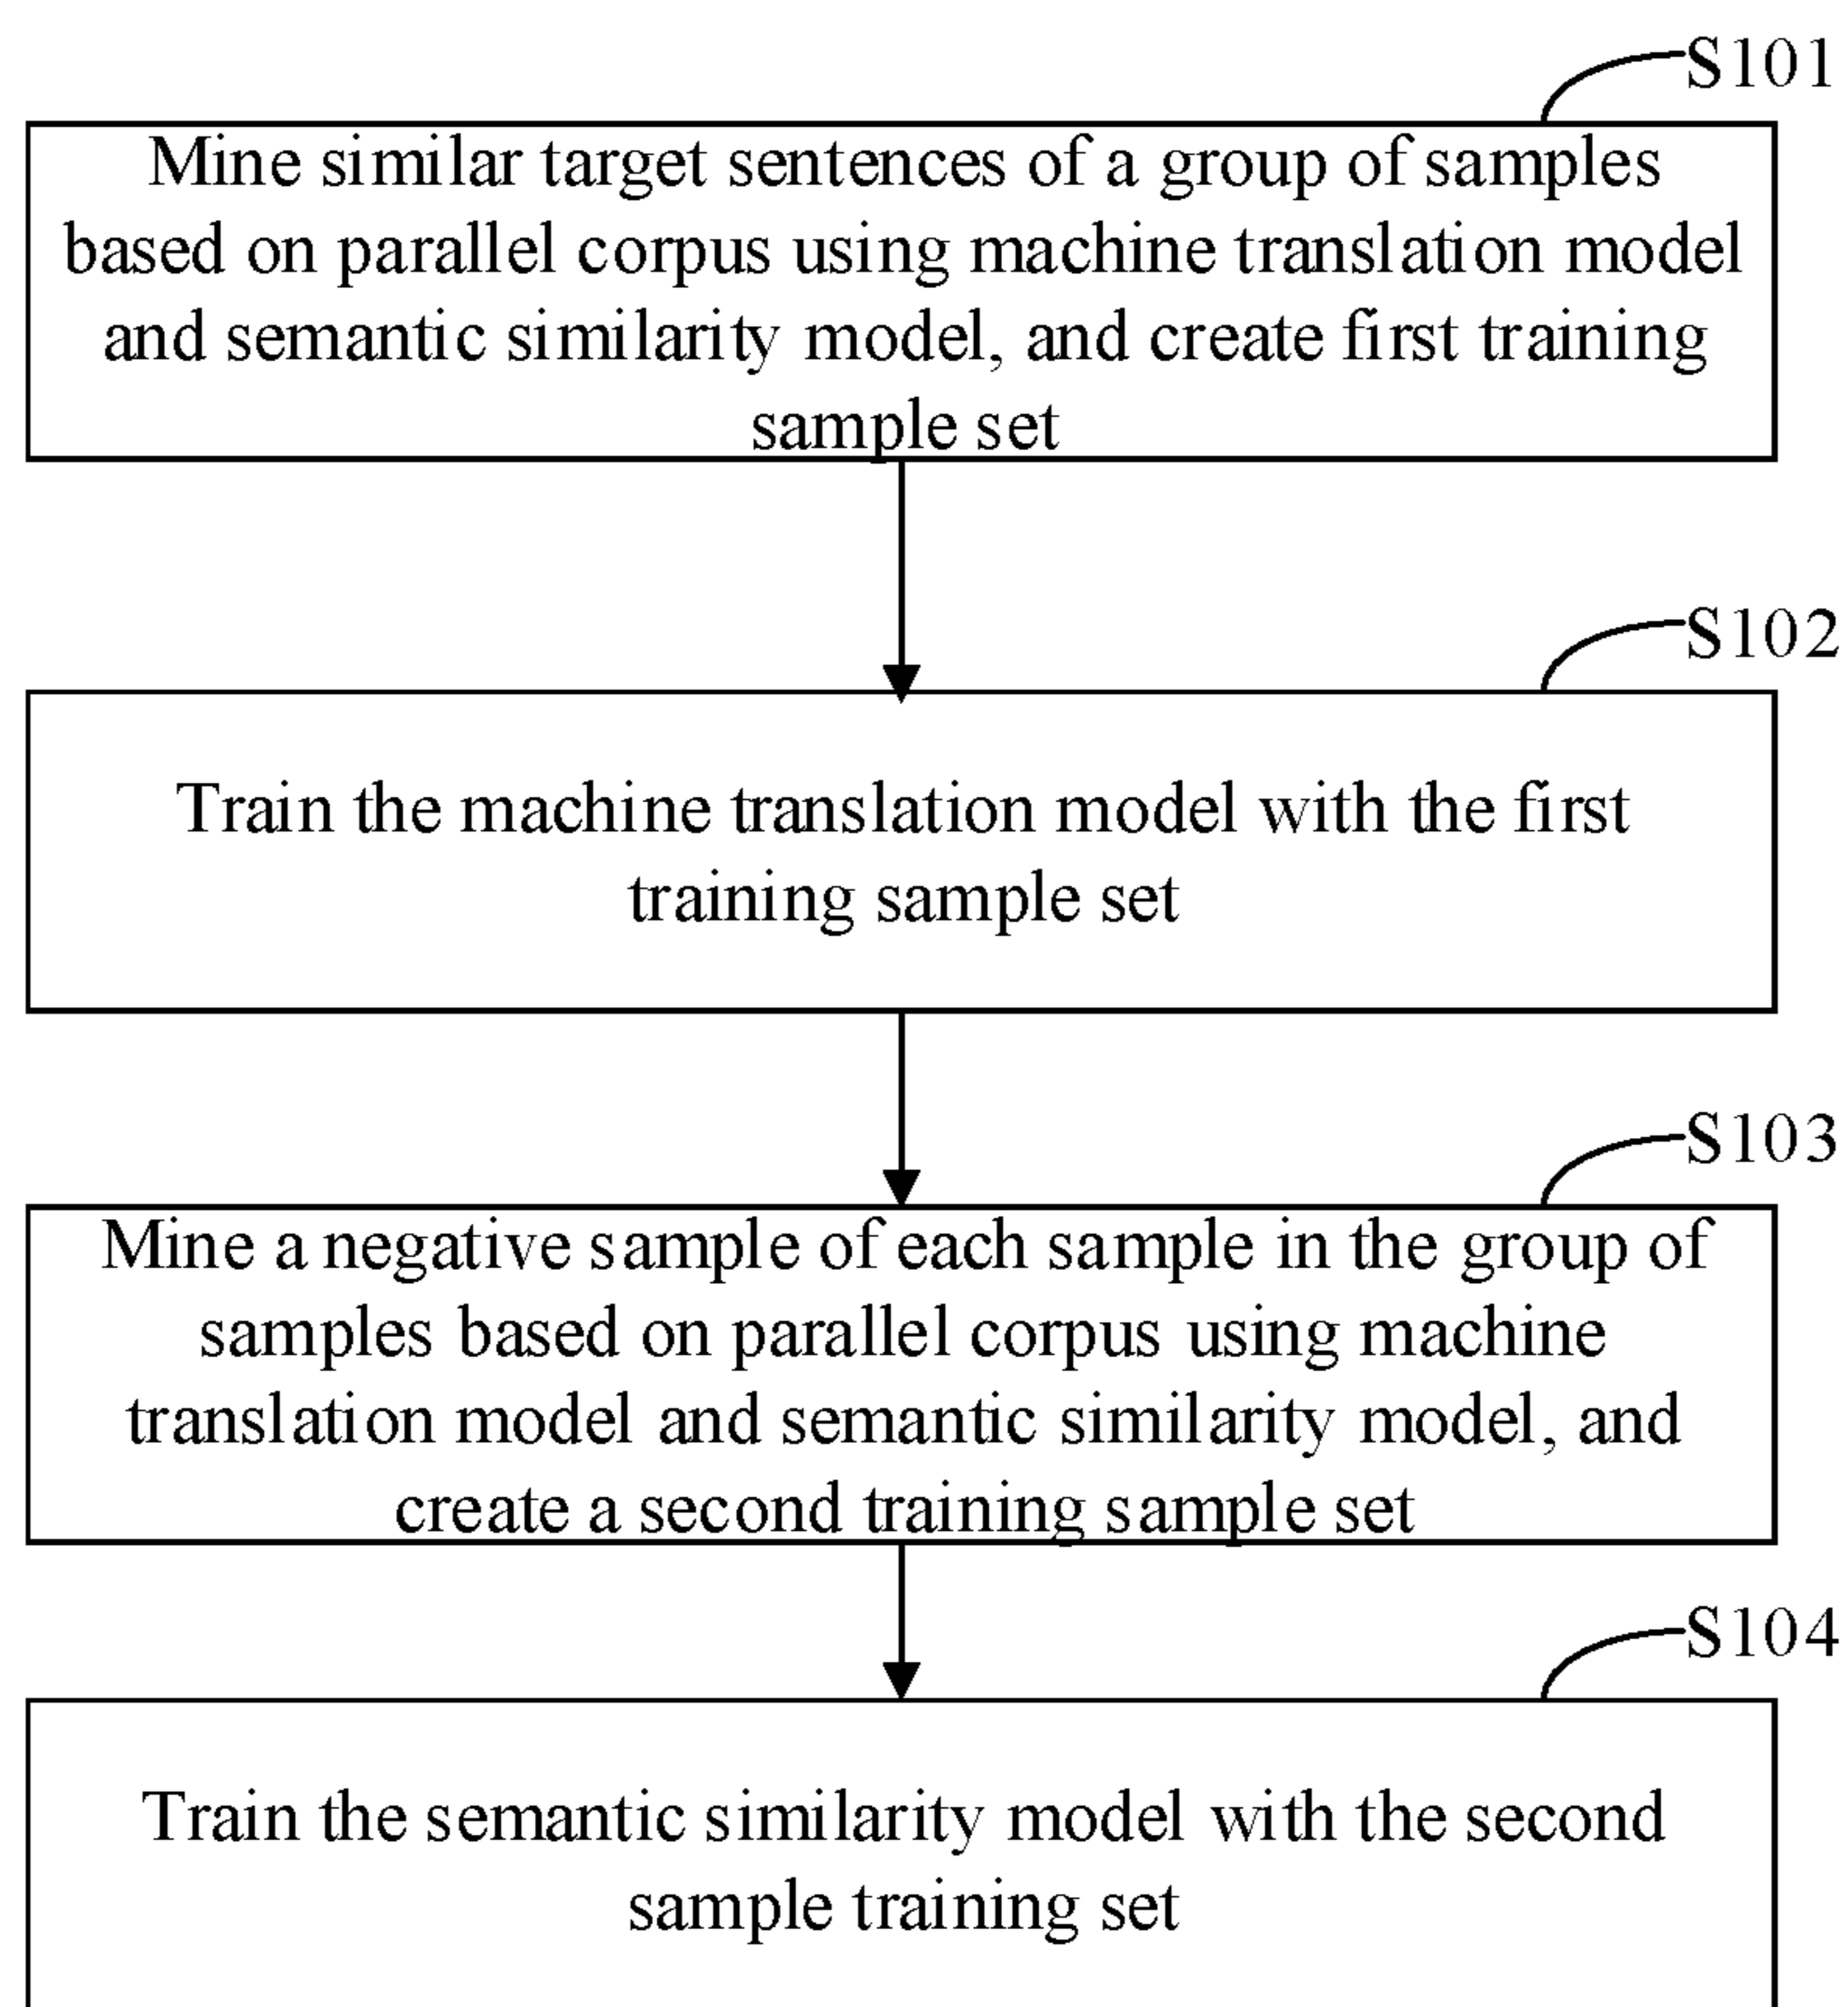 S101
Mine similar target sentences of a group of samples
based on parallel corpus using machine translation model
and semantic similarity model, and create first training
sample set
S102
Train the machine translation model with the first
training sample set
S103
Mine a negative sample of each sample in the group of
samples based on parallel corpus using machine
translation model and semantic similarity model, and
create a second training sample set
S104
Train the semantic similarity model with the second
sample training set